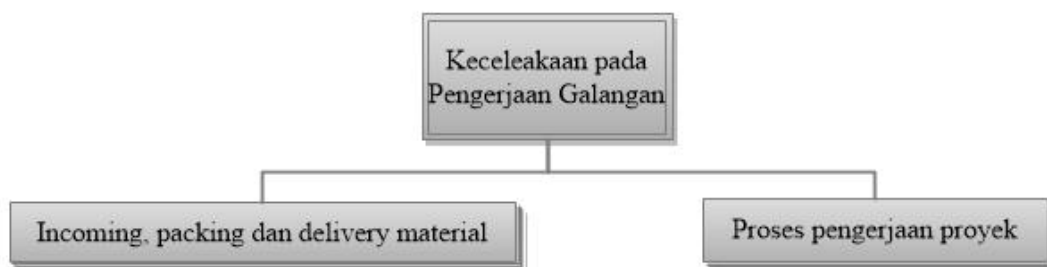 Keceleakaan pada
Pengerjaan Galangan
Incoming, packing dan delivery material
Proses pengerjaan proyek